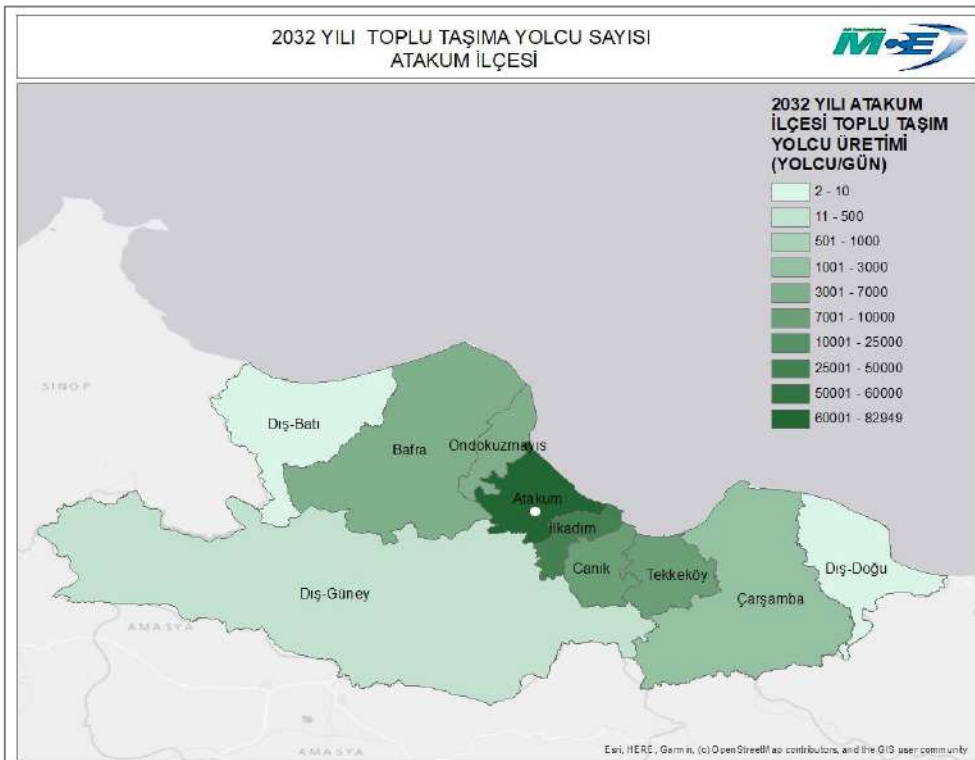 2032 YILI TOPLU TAŞIMA YOLCU SAYISI
ATAKUM İLÇESİ
2032 YILI ATAKUM
İLÇESİ TOPLU TAŞIM
YOLCU ÜRETİMİ
(YOLCU/GÜN)
2 - 10
11 - 500
501 - 1000
1001 - 3000
3001 - 7000
7001 - 10000
10001 - 25000
25001 - 50000
50001 - 60000
60001 - 82949
SINOP
Dış-Batı
Bafra
Ondokuzmayıs
Atakum
İlkadım
Canik
Tekkeköy
Dış-Doğu
Çarşamba
Dış-Güney
AMASYA
AMASYA
Esri, HERE, Garmin, (c) OpenStreetMap contributors, and the GIS user community